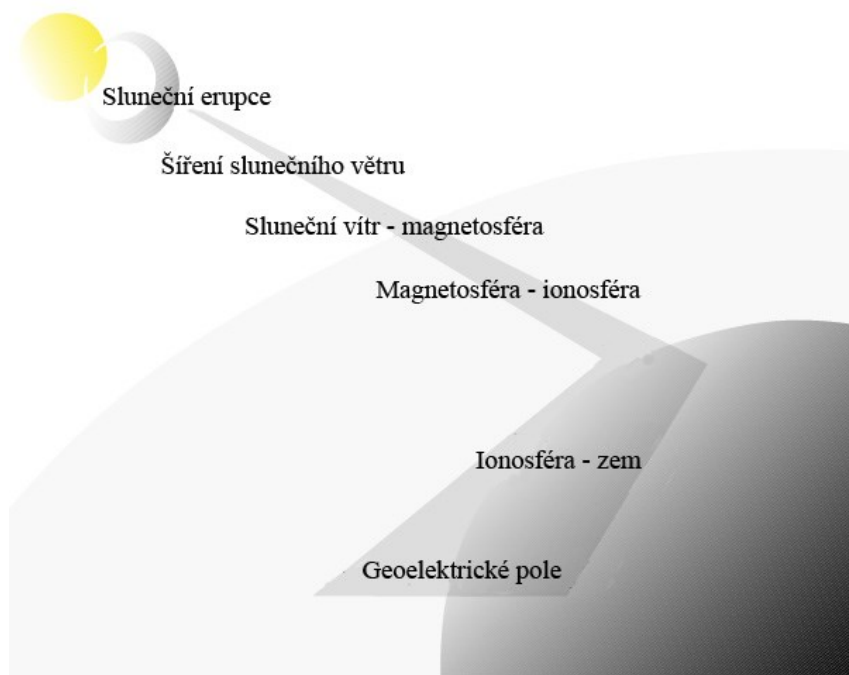 Sluneční erupce
Šíření slunečního větru
Sluneční vítr - magnetosféra
Magnetosféra - ionosféra
Ionosféra - zem
Geoelektrické pole